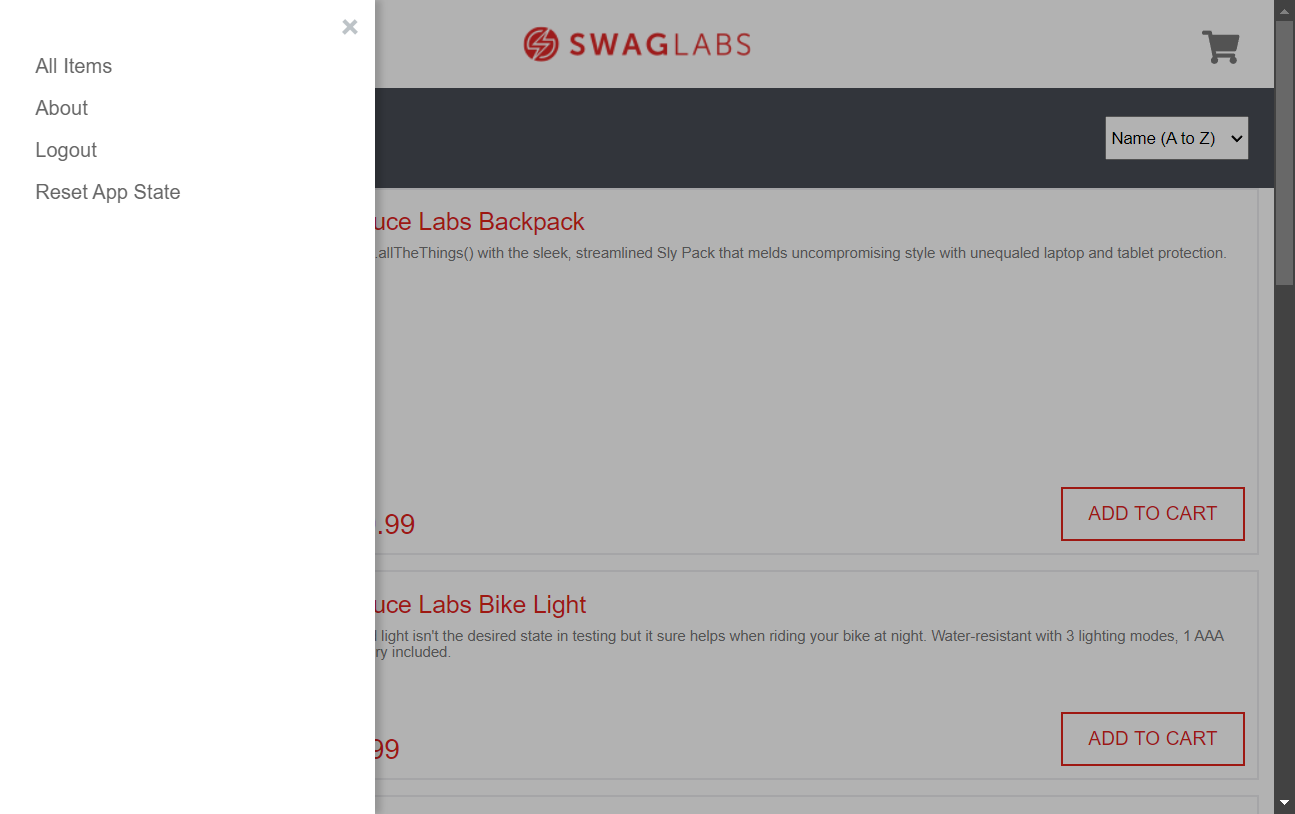 All Items
About
Logout
Reset App State
SWAGLABS
Name (A to Z)
Labs Backpack
.allTheThings() with the sleek, streamlined Sly Pack that melds uncompromising style with unequaled laptop and tablet protection.
.99
ADD TO CART
Labs Bike Light
light isn't the desired state in testing but it sure helps when riding your bike at night. Water-resistant with 3 lighting modes, 1 AAA
included.
99
ADD TO CART